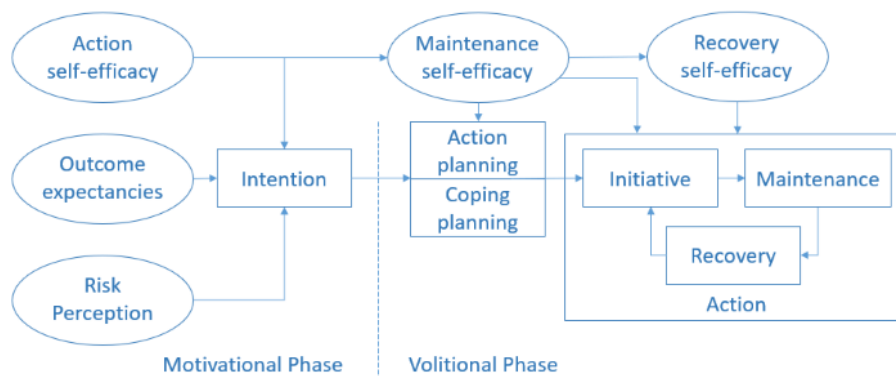 Action
self-efficacy
Maintenance
self-efficacy
Recovery
self-efficacy
Outcome
expectancies
Intention
Action
planning
Coping
planning
Initiative
Maintenance
Recovery
Action
Risk
Perception
Motivational Phase
Volitional Phase